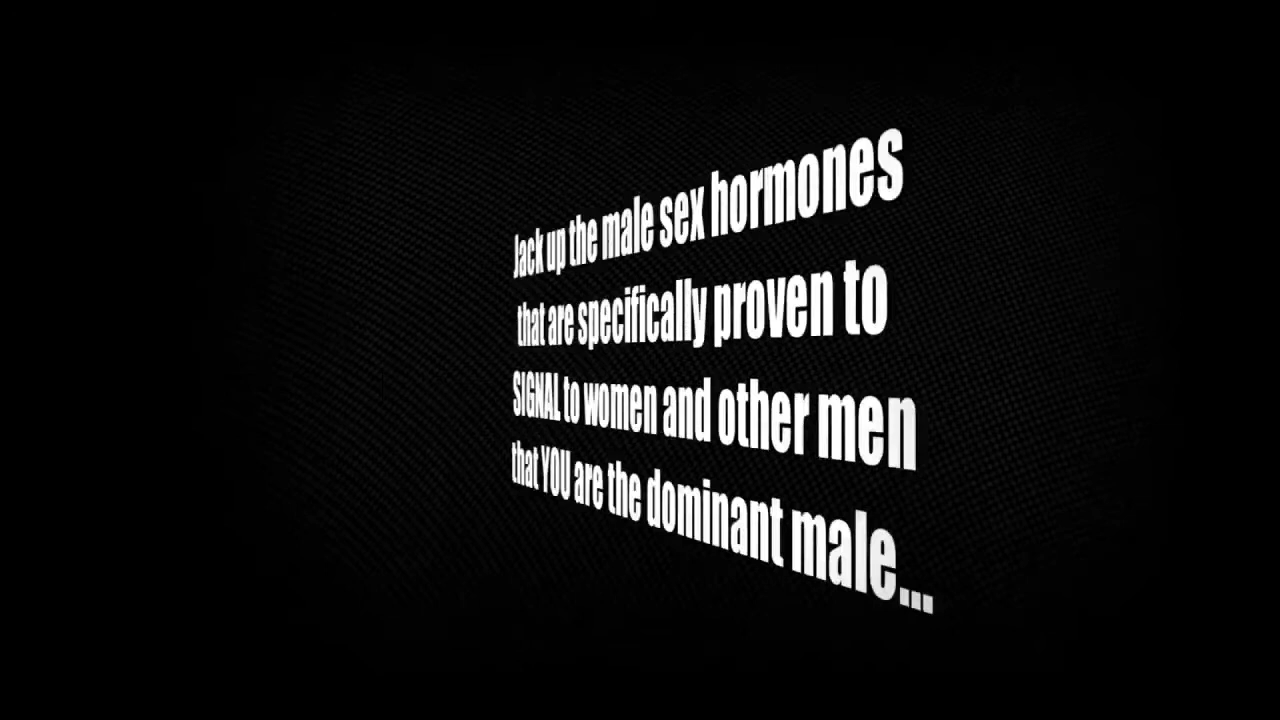 Jack up the male sex hormones
that are specifically proven to
SIGNAL to women and other men
that YOU are the dominant male...